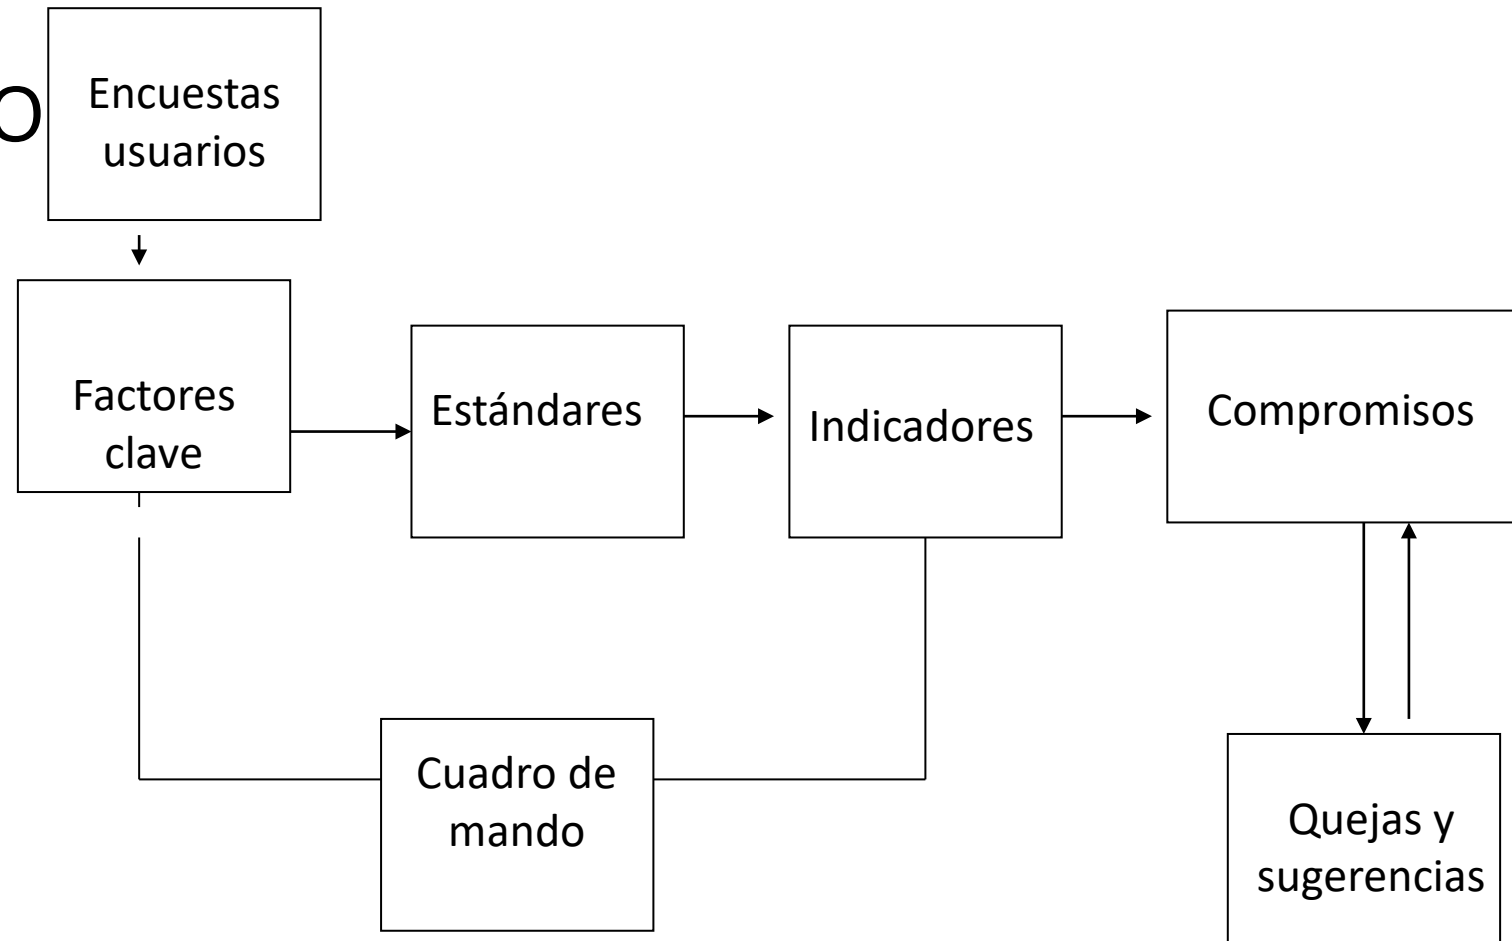 Encuestas
usuarios
Factores
clave
Estándares
Indicadores
Compromisos
Cuadro de
mando
Quejas y
sugerencias